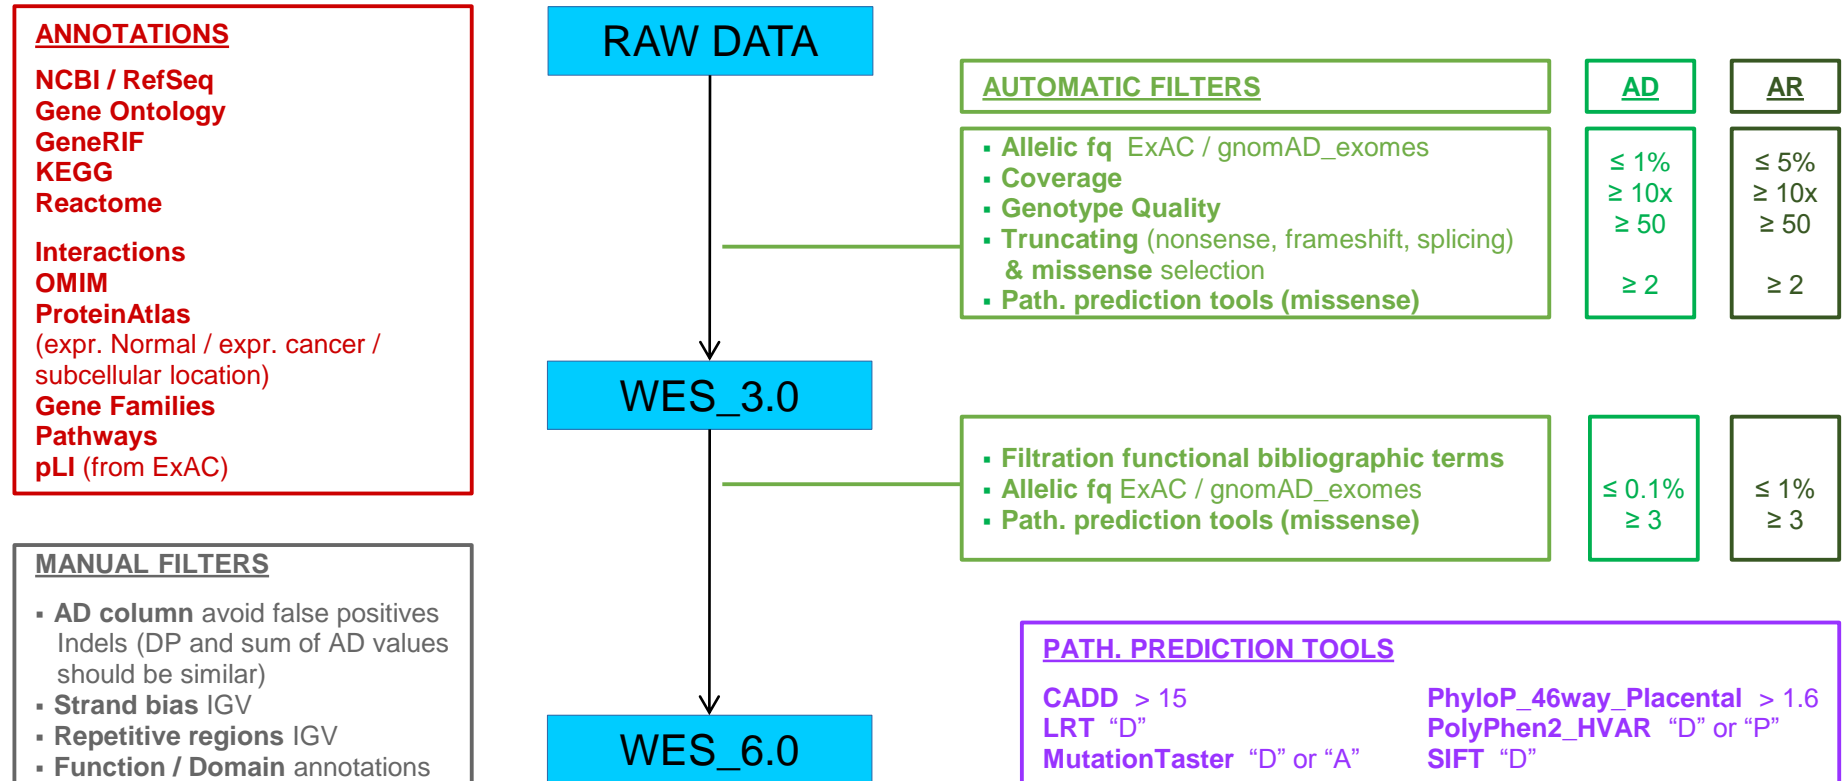 ANNOTATIONS
NCBI / RefSeq
Gene Ontology
GeneRIF
KEGG
Reactome
Interactions
OMIM
ProteinAtlas
(expr. Normal / expr. cancer /
subcellular location)
Gene Families
Pathways
pLI (from ExAC)
MANUAL FILTERS
▪ AD column avoid false positives
Indels (DP and sum of AD values
should be similar)
▪ Strand bias IGV
▪ Repetitive regions IGV
▪ Function / Domain annotations
RAW DATA
WES_3.0
WES_6.0
AUTOMATIC FILTERS
AD
AR
▪ Allelic fq ExAC / gnomAD_exomes
▪ Coverage
▪ Genotype Quality
▪ Truncating (nonsense, frameshift, splicing)
& missense selection
▪ Path. prediction tools (missense)
≤ 1%
≥ 10x
≥ 50
≥ 2
≤ 5%
≥ 10x
≥ 50
≥ 2
▪ Filtration functional bibliographic terms
▪ Allelic fq ExAC / gnomAD_exomes
▪ Path. prediction tools (missense)
≤ 0.1%
≥ 3
≤ 1%
≥ 3
PATH. PREDICTION TOOLS
CADD > 15
LRT “D”
MutationTaster “D” or “A”
PhyloP_46way_Placental > 1.6
PolyPhen2_HVAR “D” or “P”
SIFT “D”